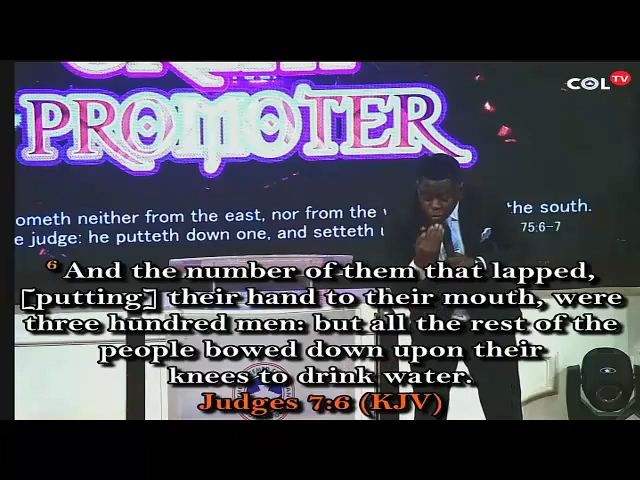 COL TV
PROMOTER
ometh neither from the east, nor from the
the south.
e judge: he putteth down one, and setteth
75:6-7
6 And the number of them that lapped,
[putting] their hand to their mouth, were
three hundred men: but all the rest of the
people bowed down upon their
knees to drink water.
Judges 7:6 (KJV)